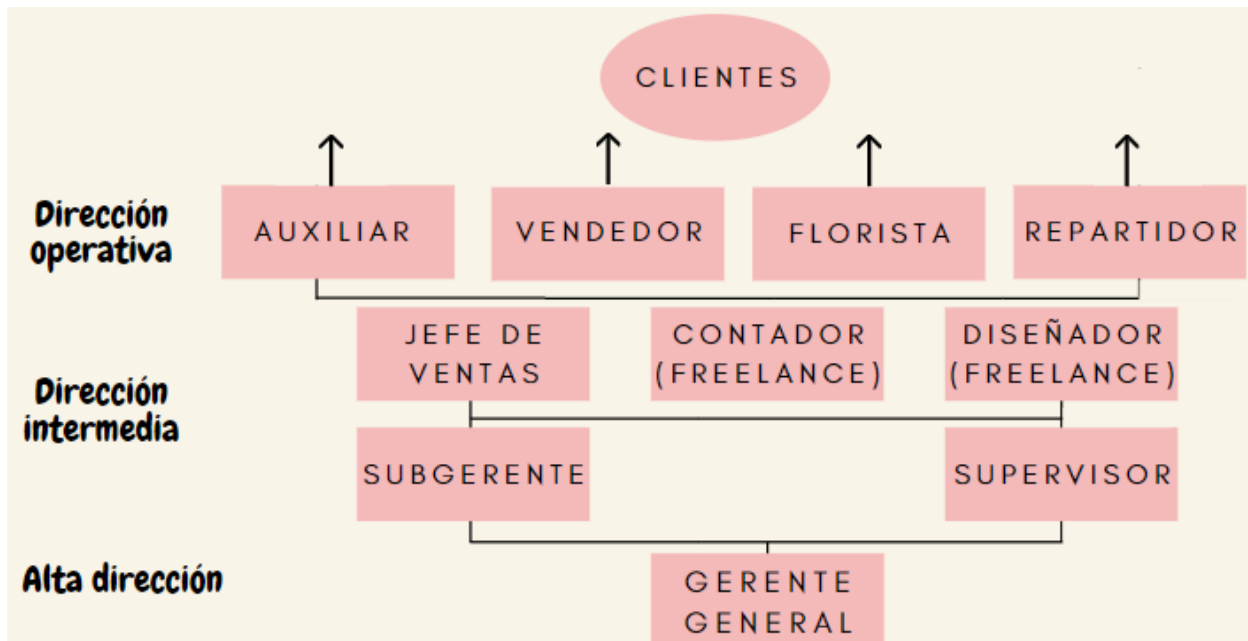 CLIENTES
Dirección
operativa
AUXILIAR
VENDEDOR
FLORISTA
REPARTIDOR
Dirección
intermedia
JEFE DE
VENTAS
CONTADOR
(FREELANCE)
DISEÑADOR
(FREELANCE)
SUBGERENTE
SUPERVISOR
Alta dirección
GERENTE
GENERAL